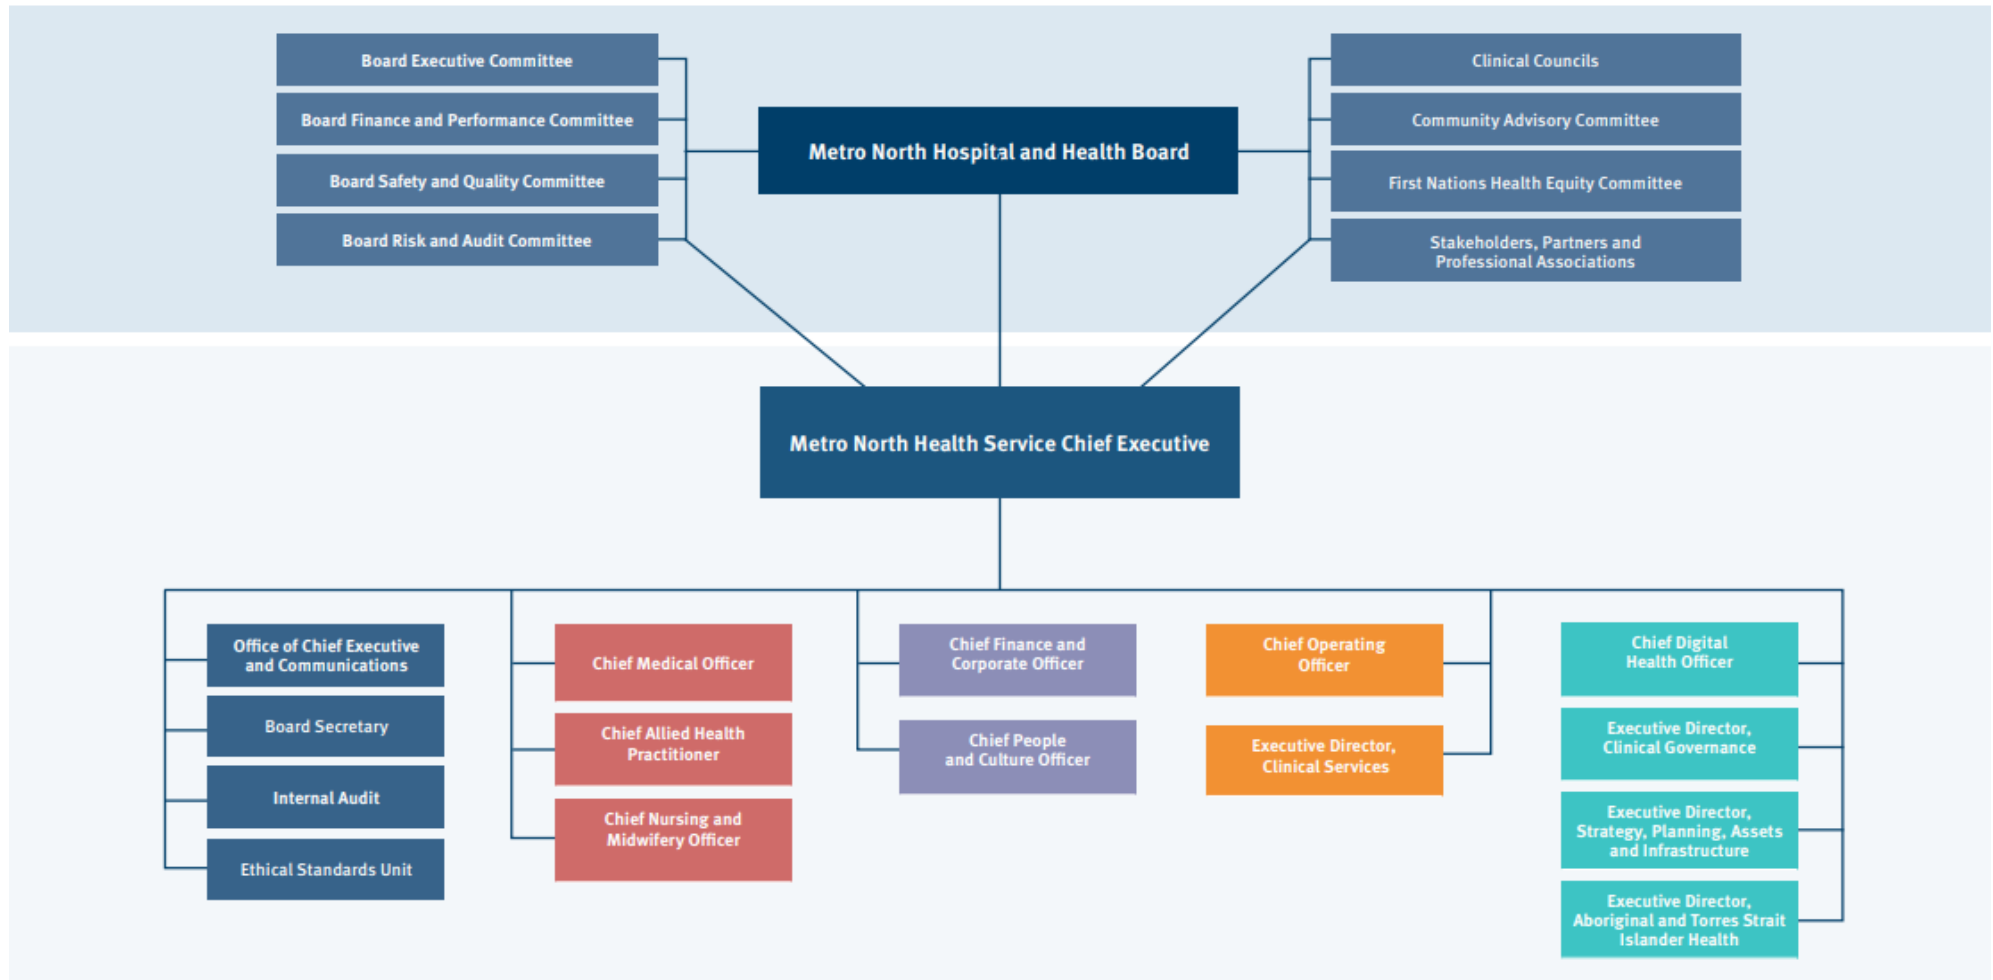 Board Executive Committee
Board Finance and Performance Committee
Board Safety and Quality Committee
Board Risk and Audit Committee
Metro North Hospital and Health Board
Clinical Councils
Community Advisory Committee
First Nations Health Equity Committee
Stakeholders, Partners and
Professional Associations
Metro North Health Service Chief Executive
Office of Chief Executive
and Communications
Board Secretary
Internal Audit
Ethical Standards Unit
Chief Medical Officer
Chief Allied Health
Practitioner
Chief Nursing and
Midwifery Officer
Chief Finance and
Corporate Officer
Chief People
and Culture Officer
Chief Operating
Officer
Executive Director,
Clinical Services
Chief Digital
Health Officer
Executive Director,
Clinical Governance
Executive Director,
Strategy, Planning, Assets
and Infrastructure
Executive Director,
Aboriginal and Torres Strait
Islander Health